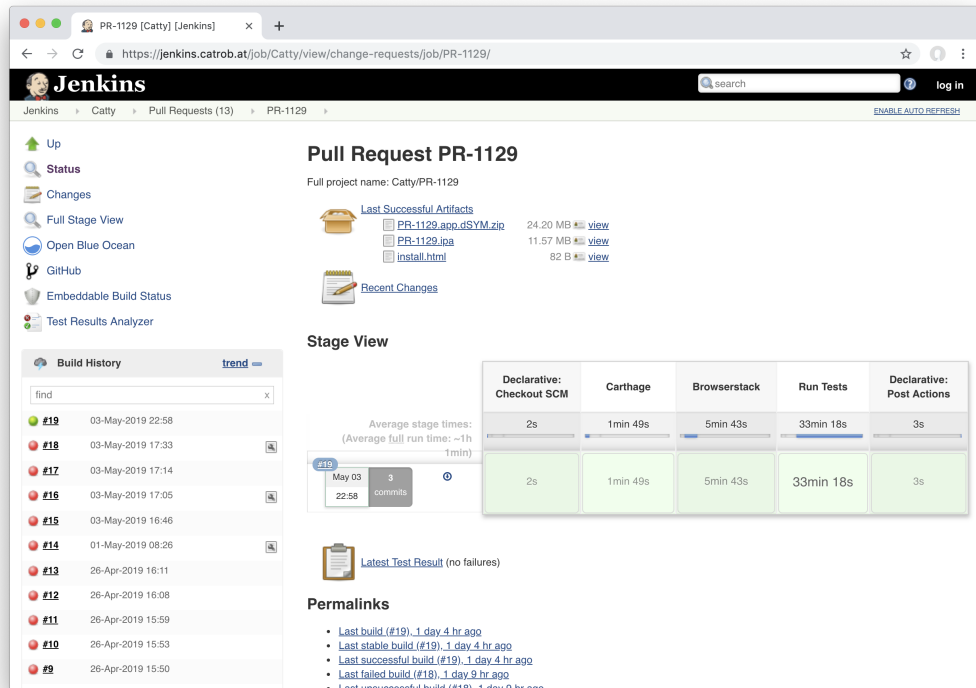 PR-1129 [Catty] [Jenkins] × +
https://jenkins.catrob.at/job/Catty/view/change-requests/job/PR-1129/
Jenkins
search
? log in
Jenkins Catty Pull Requests (13) PR-1129
ENABLE AUTO REFRESH
Up
Status
Changes
Full Stage View
Open Blue Ocean
GitHub
Embeddable Build Status
Test Results Analyzer
Build History trend
find x
#19 03-May-2019 22:58
#18 03-May-2019 17:33
#17 03-May-2019 17:14
#16 03-May-2019 17:05
#15 03-May-2019 16:46
#14 01-May-2019 08:26
#13 26-Apr-2019 16:11
#12 26-Apr-2019 16:08
#11 26-Apr-2019 15:59
#10 26-Apr-2019 15:53
#9 26-Apr-2019 15:50
Pull Request PR-1129
Full project name: Catty/PR-1129
Last Successful Artifacts
PR-1129.app.dSYM.zip 24.20 MB view
PR-1129.ipa 11.57 MB view
install.html 82 B view
Recent Changes
Stage View
Declarative:
Checkout SCM
Carthage
Browserstack
Run Tests
Declarative:
Post Actions
Average stage times:
(Average full run time: ~1h
1min)
2s 1min 49s 5min 43s 33min 18s 3s
#19
May 03
22:58
3
commits
2s 1min 49s 5min 43s 33min 18s 3s
Latest Test Result (no failures)
Permalinks
Last build (#19), 1 day 4 hr ago
Last stable build (#19), 1 day 4 hr ago
Last successful build (#19), 1 day 4 hr ago
Last failed build (#18), 1 day 9 hr ago
Last unsuccessful build (#18), 1 day 9 hr ago